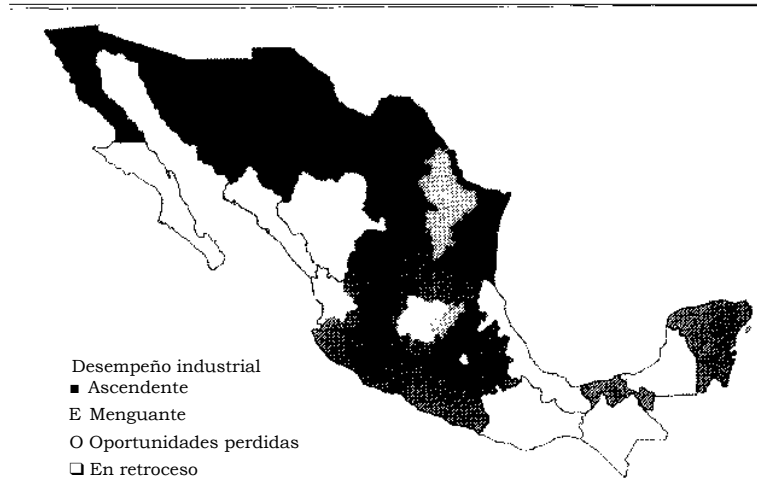 Desempeño industrial
■ Ascendente
E Menguante
O Oportunidades perdidas
❑ En retroceso